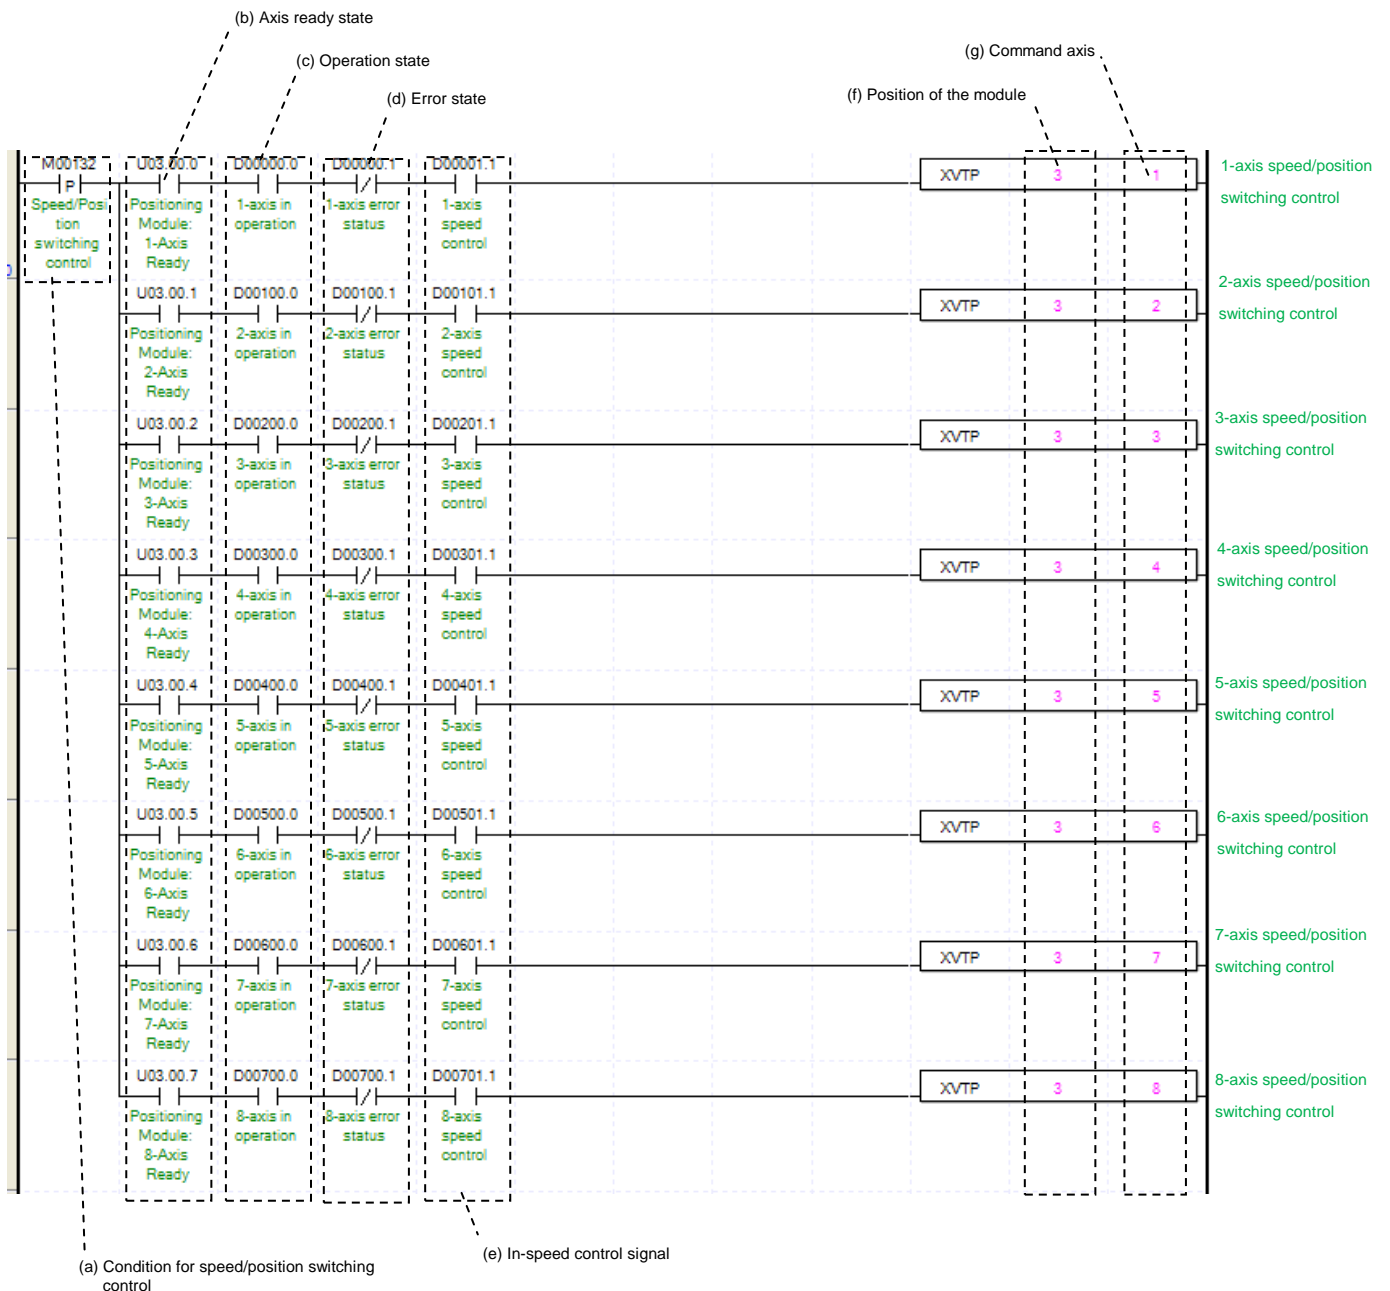 (b) Axis ready state
(c) Operation state
(d) Error state
(g) Command axis
(f) Position of the module
M00132
P
Speed/Posi
tion
switching
control
U03.00.0 D00000.0 D00000.1 D00001.1 XVTP 3 1
Positioning
Module:
1-Axis
Ready
1-axis in
operation
1-axis error
status
1-axis
speed
control
1-axis speed/position
switching control
U03.00.1 D00100.0 D00100.1 D00101.1 XVTP 3 2
Positioning
Module:
2-Axis
Ready
2-axis in
operation
2-axis error
status
2-axis
speed
control
2-axis speed/position
switching control
U03.00.2 D00200.0 D00200.1 D00201.1 XVTP 3 3
Positioning
Module:
3-Axis
Ready
3-axis in
operation
3-axis error
status
3-axis
speed
control
3-axis speed/position
switching control
U03.00.3 D00300.0 D00300.1 D00301.1 XVTP 3 4
Positioning
Module:
4-Axis
Ready
4-axis in
operation
4-axis error
status
4-axis
speed
control
4-axis speed/position
switching control
U03.00.4 D00400.0 D00400.1 D00401.1 XVTP 3 5
Positioning
Module:
5-Axis
Ready
5-axis in
operation
5-axis error
status
5-axis
speed
control
5-axis speed/position
switching control
U03.00.5 D00500.0 D00500.1 D00501.1 XVTP 3 6
Positioning
Module:
6-Axis
Ready
6-axis in
operation
6-axis error
status
6-axis
speed
control
6-axis speed/position
switching control
U03.00.6 D00600.0 D00600.1 D00601.1 XVTP 3 7
Positioning
Module:
7-Axis
Ready
7-axis in
operation
7-axis error
status
7-axis
speed
control
7-axis speed/position
switching control
U03.00.7 D00700.0 D00700.1 D00701.1 XVTP 3 8
Positioning
Module:
8-Axis
Ready
8-axis in
operation
8-axis error
status
8-axis
speed
control
8-axis speed/position
switching control
(e) In-speed control signal
(a) Condition for speed/position switching
control